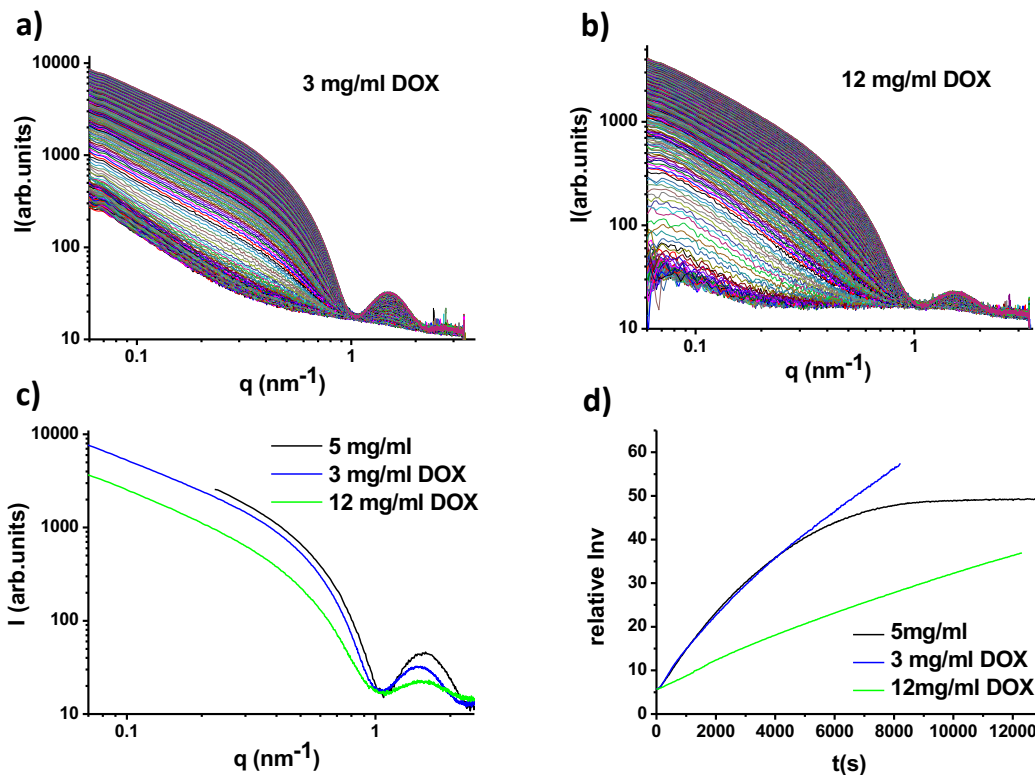 a)
3 mg/ml DOX
10000
1000
100
10
I(arb.units)
0.1
1
q (nm-1)
b)
12 mg/ml DOX
1000
100
10
I(arb.units)
0.1
1
q (nm-1)
c)
5 mg/ml
3 mg/ml DOX
12 mg/ml DOX
10000
1000
100
10
I (arb.units)
0.1
1
q (nm-1)
d)
60
50
40
30
20
10
0
relative Inv
5mg/ml
3 mg/ml DOX
12mg/ml DOX
0 2000 4000 6000 8000 10000 12000
t(s)